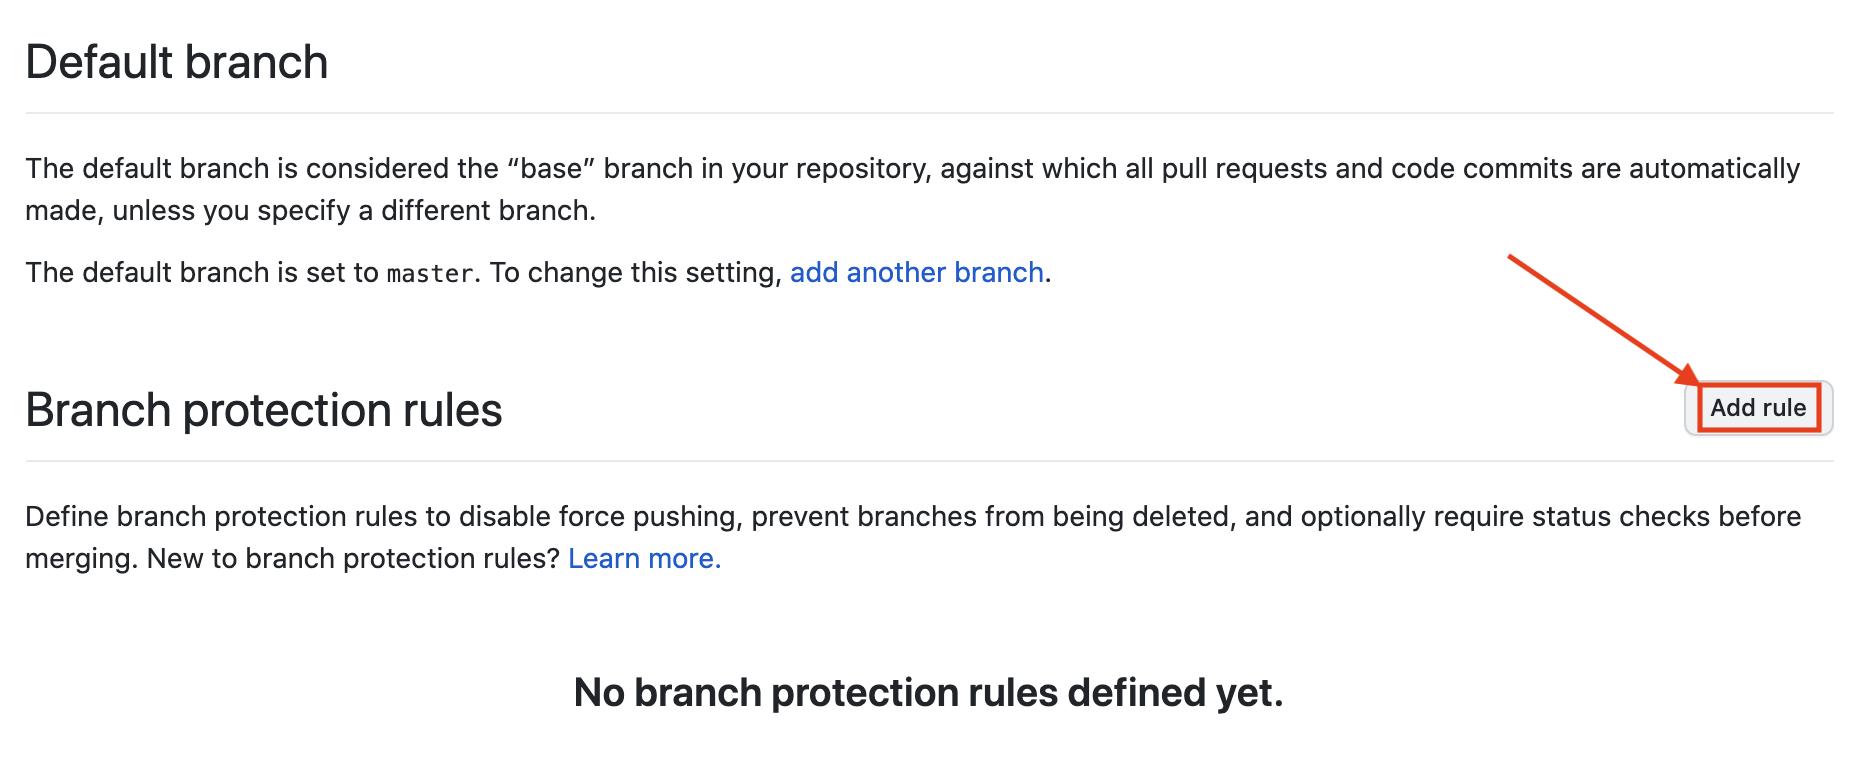 Default branch
The default branch is considered the “base” branch in your repository, against which all pull requests and code commits are automatically
made, unless you specify a different branch.
The default branch is set to master. To change this setting, add another branch.
Branch protection rules
Add rule
Define branch protection rules to disable force pushing, prevent branches from being deleted, and optionally require status checks before
merging. New to branch protection rules? Learn more.
No branch protection rules defined yet.